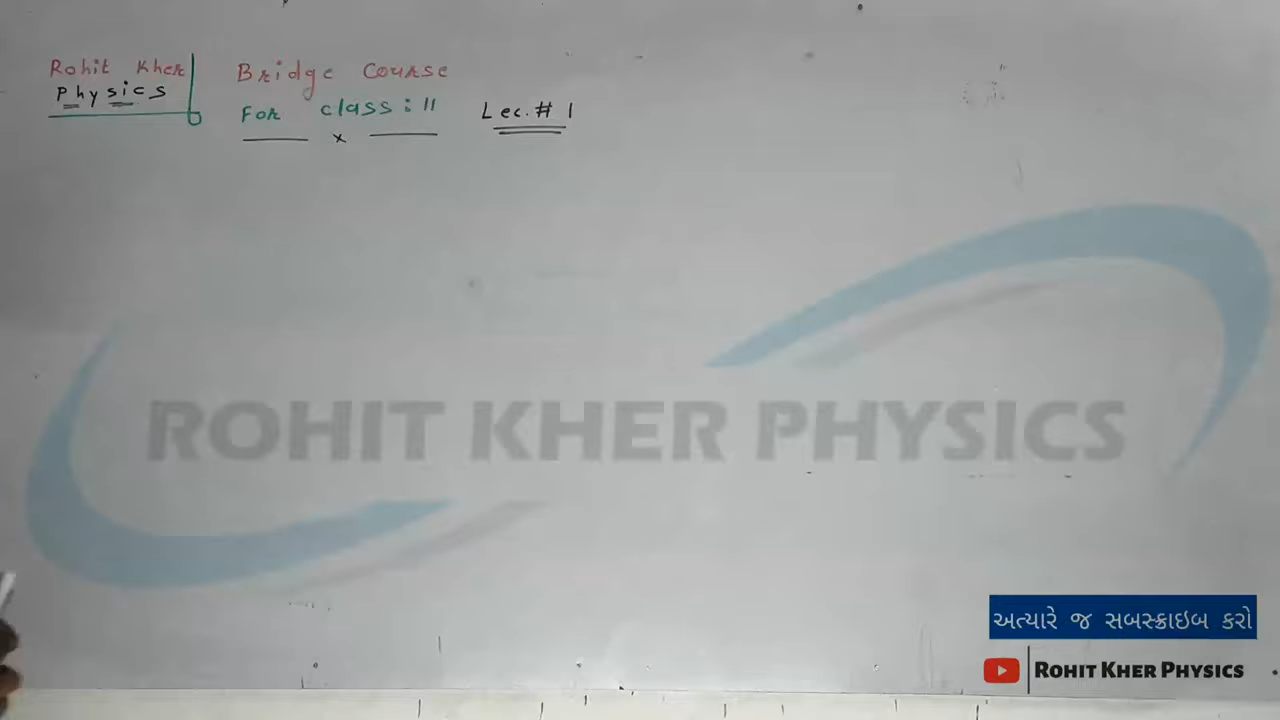 Rohit Kher
Physics
Bridge Course
For class:11
Lec.#1
ROHIT KHER PHYSICS
અત્યારે જ સબસ્ક્રાઇબ કરો
ROHIT KHER PHYSICS